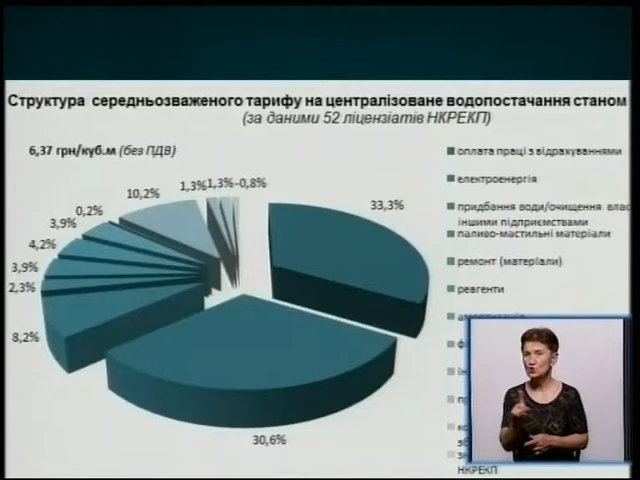 Структура середньозваженого тарифу на централізоване водопостачання станом
(за даними 52 ліцензіатів НКРЕКП)
6,37 грн/куб.м (без ПДВ)
33,3%
30,6%
8,2%
2,3%
3,9%
4,2%
3,9%
0,2%
10,2%
1,3%
1,3%
-0,8%
оплата праці з відрахуваннями
електроенергія
придбання води/очищення
іншими підприємствами
паливо-мастильні матеріали
ремонт (матеріали)
реагенти
НКРЕКП